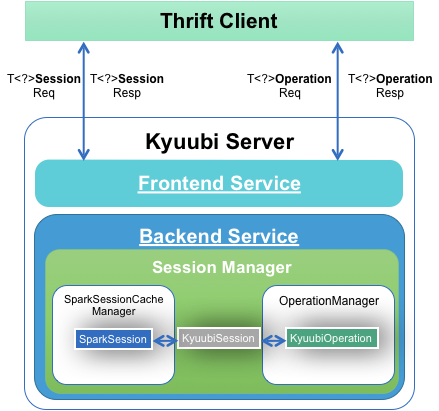 Thrift Client
T<?>Session
Req
T<?>Session
Resp
T<?>Operation
Req
T<?>Operation
Resp
Kyuubi Server
Frontend Service
Backend Service
Session Manager
SparkSessionCache
Manager
OperationManager
SparkSession
KyuubiSession
KyuubiOperation